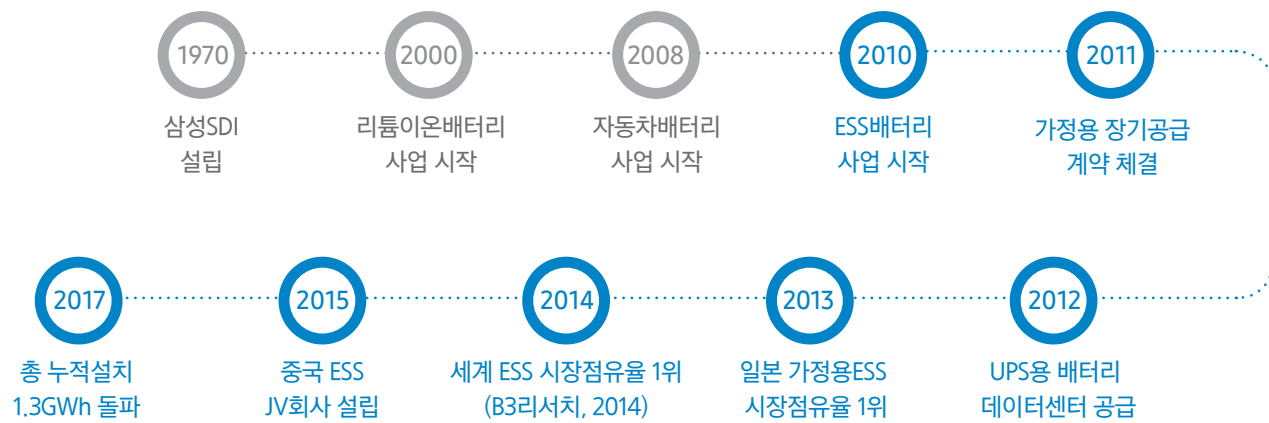 1970
삼성SDI
설립
2000
리튬이온배터리
사업 시작
2008
자동차배터리
사업 시작
2010
ESS배터리
사업 시작
2011
가정용 장기공급
계약 체결
2017
총 누적설치
1.3GWh 돌파
2015
중국 ESS
JV회사 설립
2014
세계 ESS 시장점유율 1위
(B3리서치, 2014)
2013
일본 가정용ESS
시장점유율 1위
2012
UPS용 배터리
데이터센터 공급